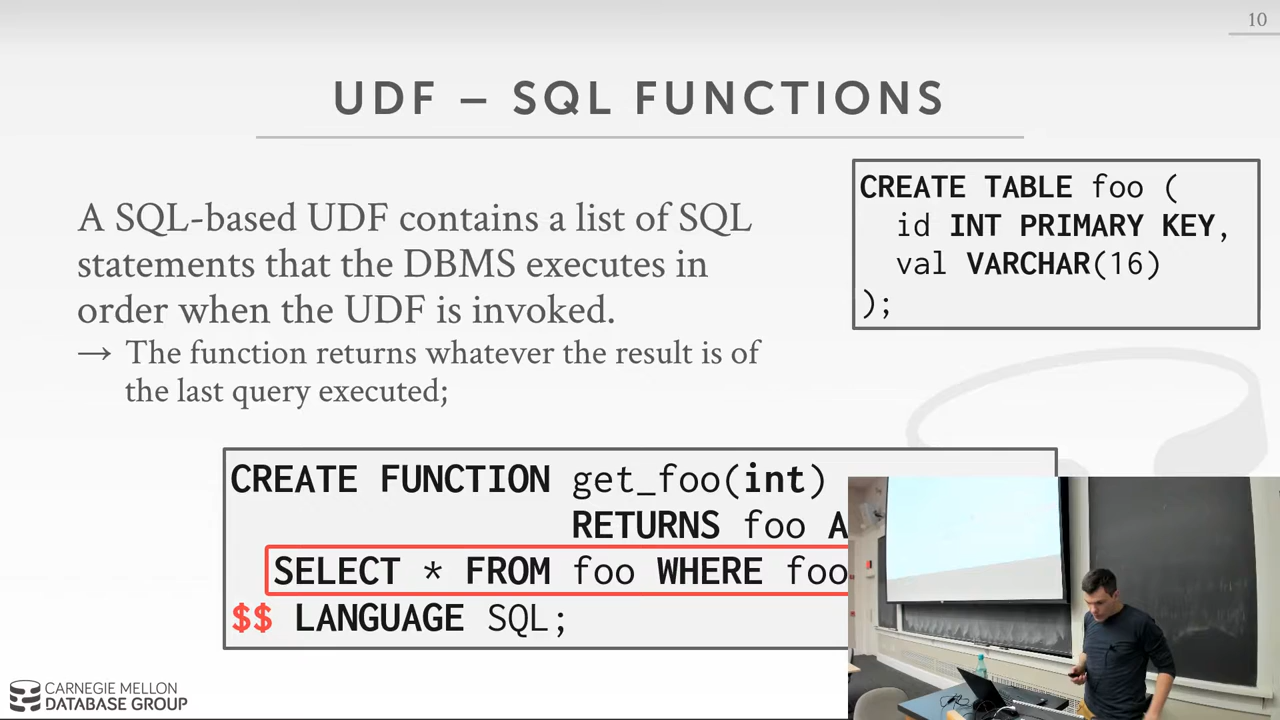 10
UDF – SQL FUNCTIONS
A SQL-based UDF contains a list of SQL
statements that the DBMS executes in
order when the UDF is invoked.
→ The function returns whatever the result is of
the last query executed;
CREATE TABLE foo (
id INT PRIMARY KEY,
val VARCHAR(16)
);
CREATE FUNCTION get_foo(int)
RETURNS foo A
SELECT * FROM foo WHERE foo
$$ LANGUAGE SQL;
CARNEGIE MELLON
DATABASE GROUP